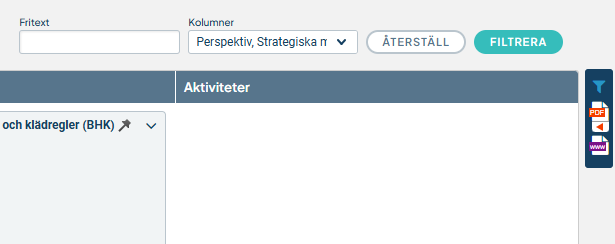 Fritext
Kolumner
Perspektiv, Strategiska m
ÅTERSTÄLL
FILTRERA
Aktiviteter
och klädregler (BHK)
PDF
www